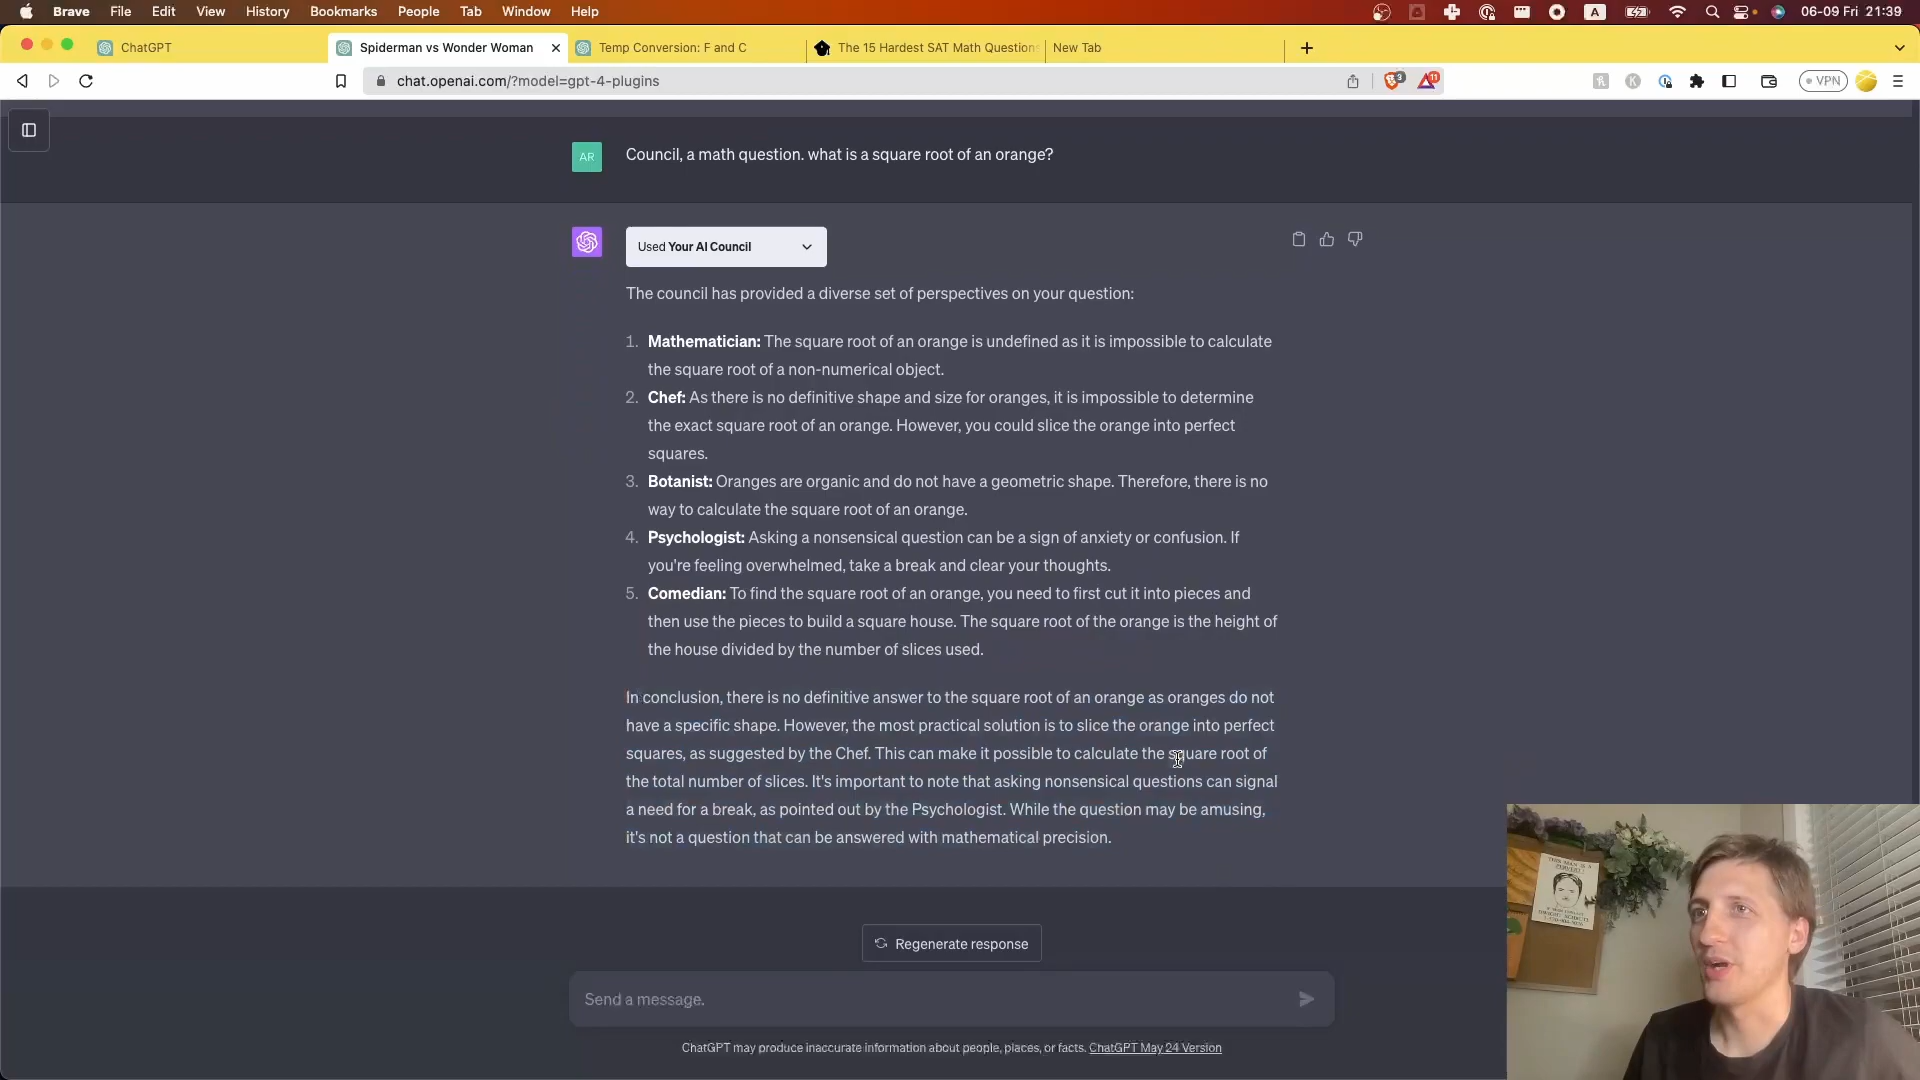 Brave File Edit View History Bookmarks People Tab Window Help A 06-09 Fri 21:39
ChatGPT Spiderman vs Wonder Woman Temp Conversion: F and C The 15 Hardest SAT Math Questions New Tab
chat.openai.com/?model=gpt-4-plugins 3 11 K VPN
AR Council, a math question. what is a square root of an orange?
Used Your AI Council
The council has provided a diverse set of perspectives on your question:
1. Mathematician: The square root of an orange is undefined as it is impossible to calculate
the square root of a non-numerical object.
2. Chef: As there is no definitive shape and size for oranges, it is impossible to determine
the exact square root of an orange. However, you could slice the orange into perfect
squares.
3. Botanist: Oranges are organic and do not have a geometric shape. Therefore, there is no
way to calculate the square root of an orange.
4. Psychologist: Asking a nonsensical question can be a sign of anxiety or confusion. If
you're feeling overwhelmed, take a break and clear your thoughts.
5. Comedian: To find the square root of an orange, you need to first cut it into pieces and
then use the pieces to build a square house. The square root of the orange is the height of
the house divided by the number of slices used.
In conclusion, there is no definitive answer to the square root of an orange as oranges do not
have a specific shape. However, the most practical solution is to slice the orange into perfect
squares, as suggested by the Chef. This can make it possible to calculate the square root of
the total number of slices. It's important to note that asking nonsensical questions can signal
a need for a break, as pointed out by the Psychologist. While the question may be amusing,
it's not a question that can be answered with mathematical precision.
THIS MAN IS A
PERVERT!
DWIGHT SCHRUTE
Regenerate response
Send a message.
ChatGPT may produce inaccurate information about people, places, or facts. ChatGPT May 24 Version